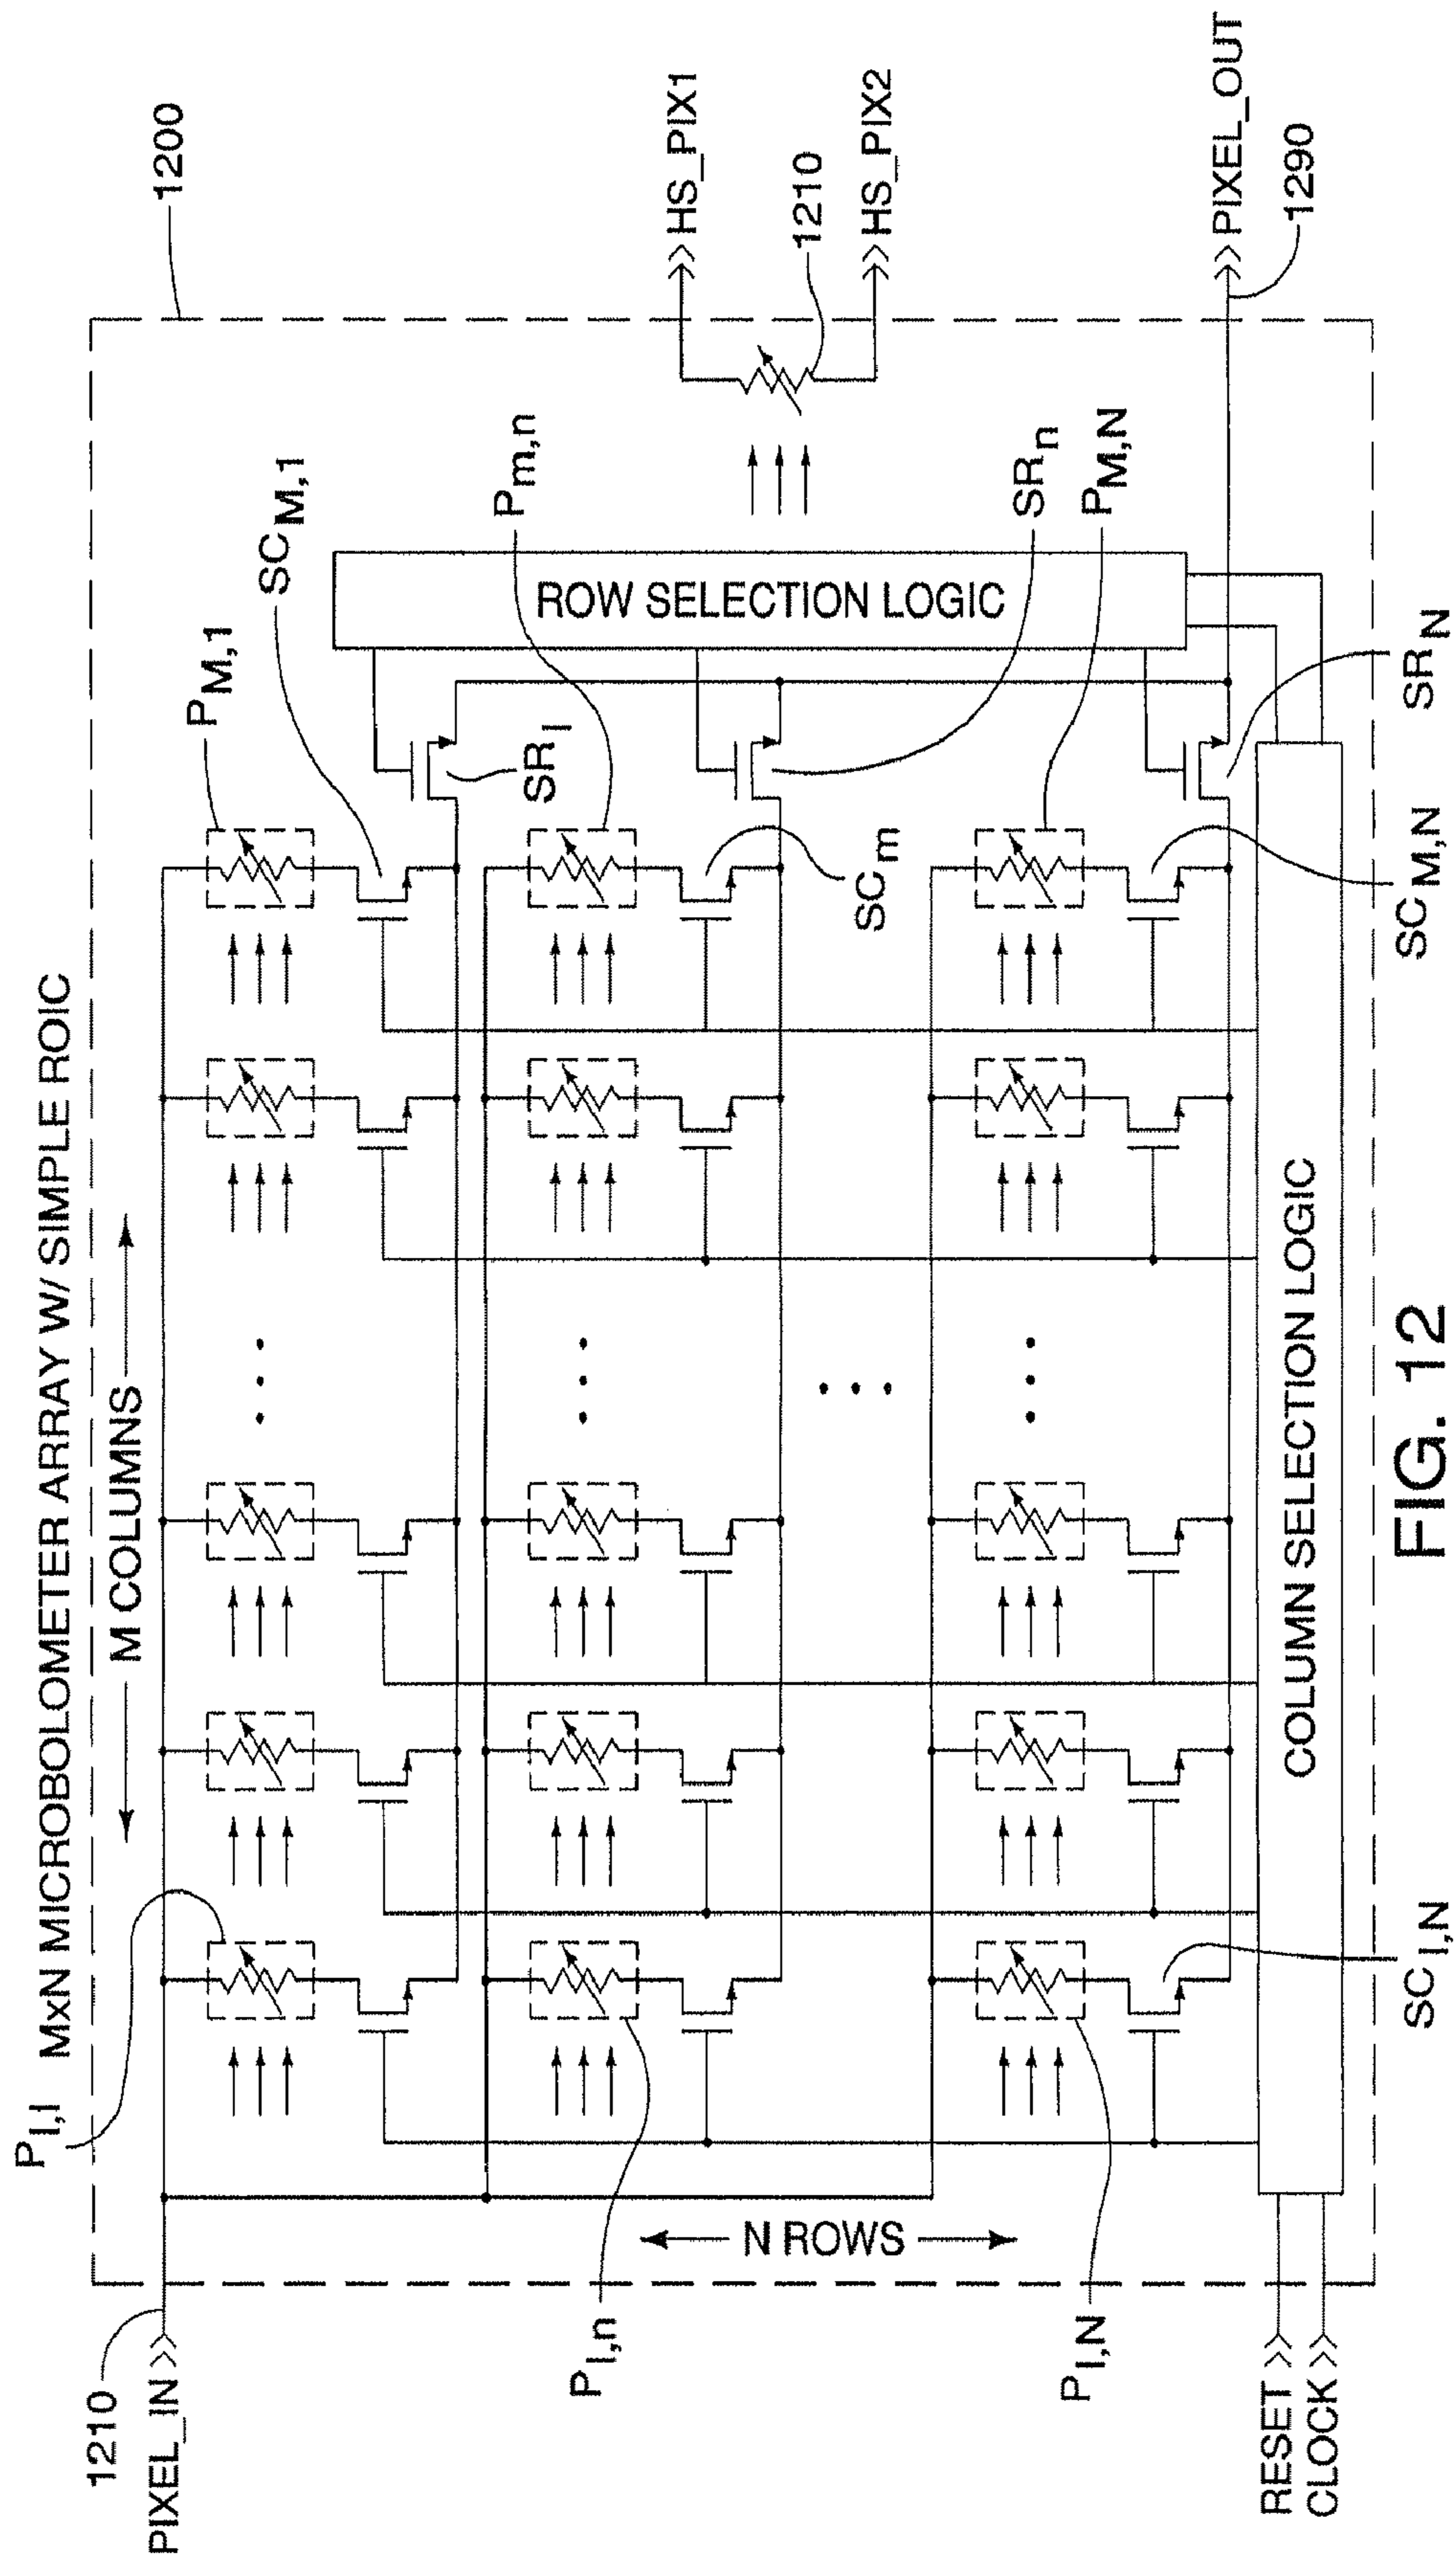 MxN MICROBOLOMETER ARRAY W/ SIMPLE ROIC
P1,1
M COLUMNS
PM,1
1200
1210
PIXEL_IN
SCM,1
Pm,n
SR1
ROW SELECTION LOGIC
HS_PIX1
1210
HS_PIX2
P1,n
N ROWS
SCm
SRn
PM,N
P1,N
PIXEL_OUT
1290
RESET
CLOCK
COLUMN SELECTION LOGIC
SC1,N
SCM,N
SRN
FIG. 12